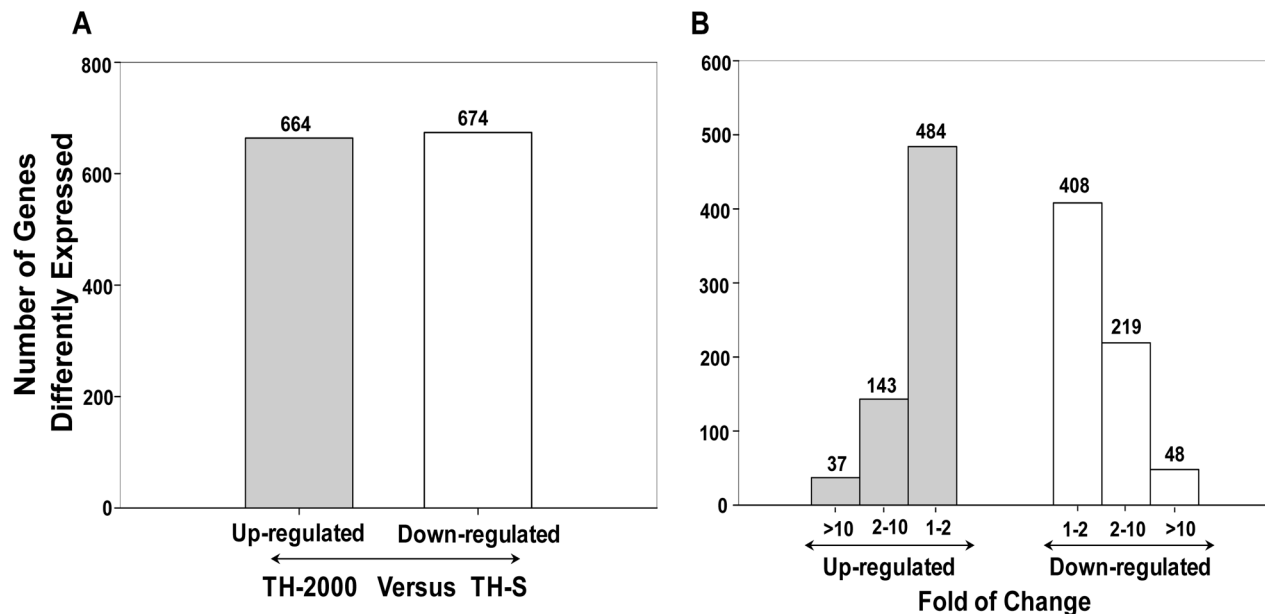 A
Number of Genes
Differently Expressed
800
600
400
200
0
664
674
Up-regulated
Down-regulated
TH-2000 Versus TH-S
B
600
500
400
300
200
100
0
37
143
484
408
219
48
>10
2-10
1-2
1-2
2-10
>10
Up-regulated
Down-regulated
Fold of Change